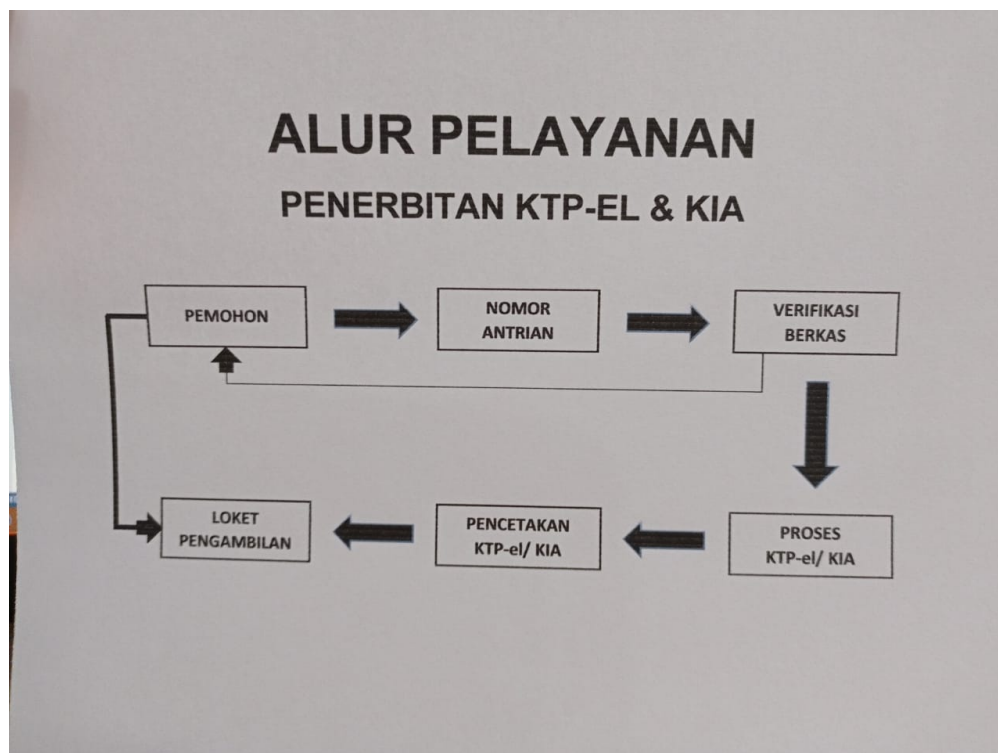 ALUR PELAYANAN
PENERBITAN KTP-EL & KIA
PEMOHON
NOMOR
ANTRIAN
VERIFIKASI
BERKAS
LOKET
PENGAMBILAN
PENCETAKAN
KTP-el/ KIA
PROSES
KTP-el/ KIA